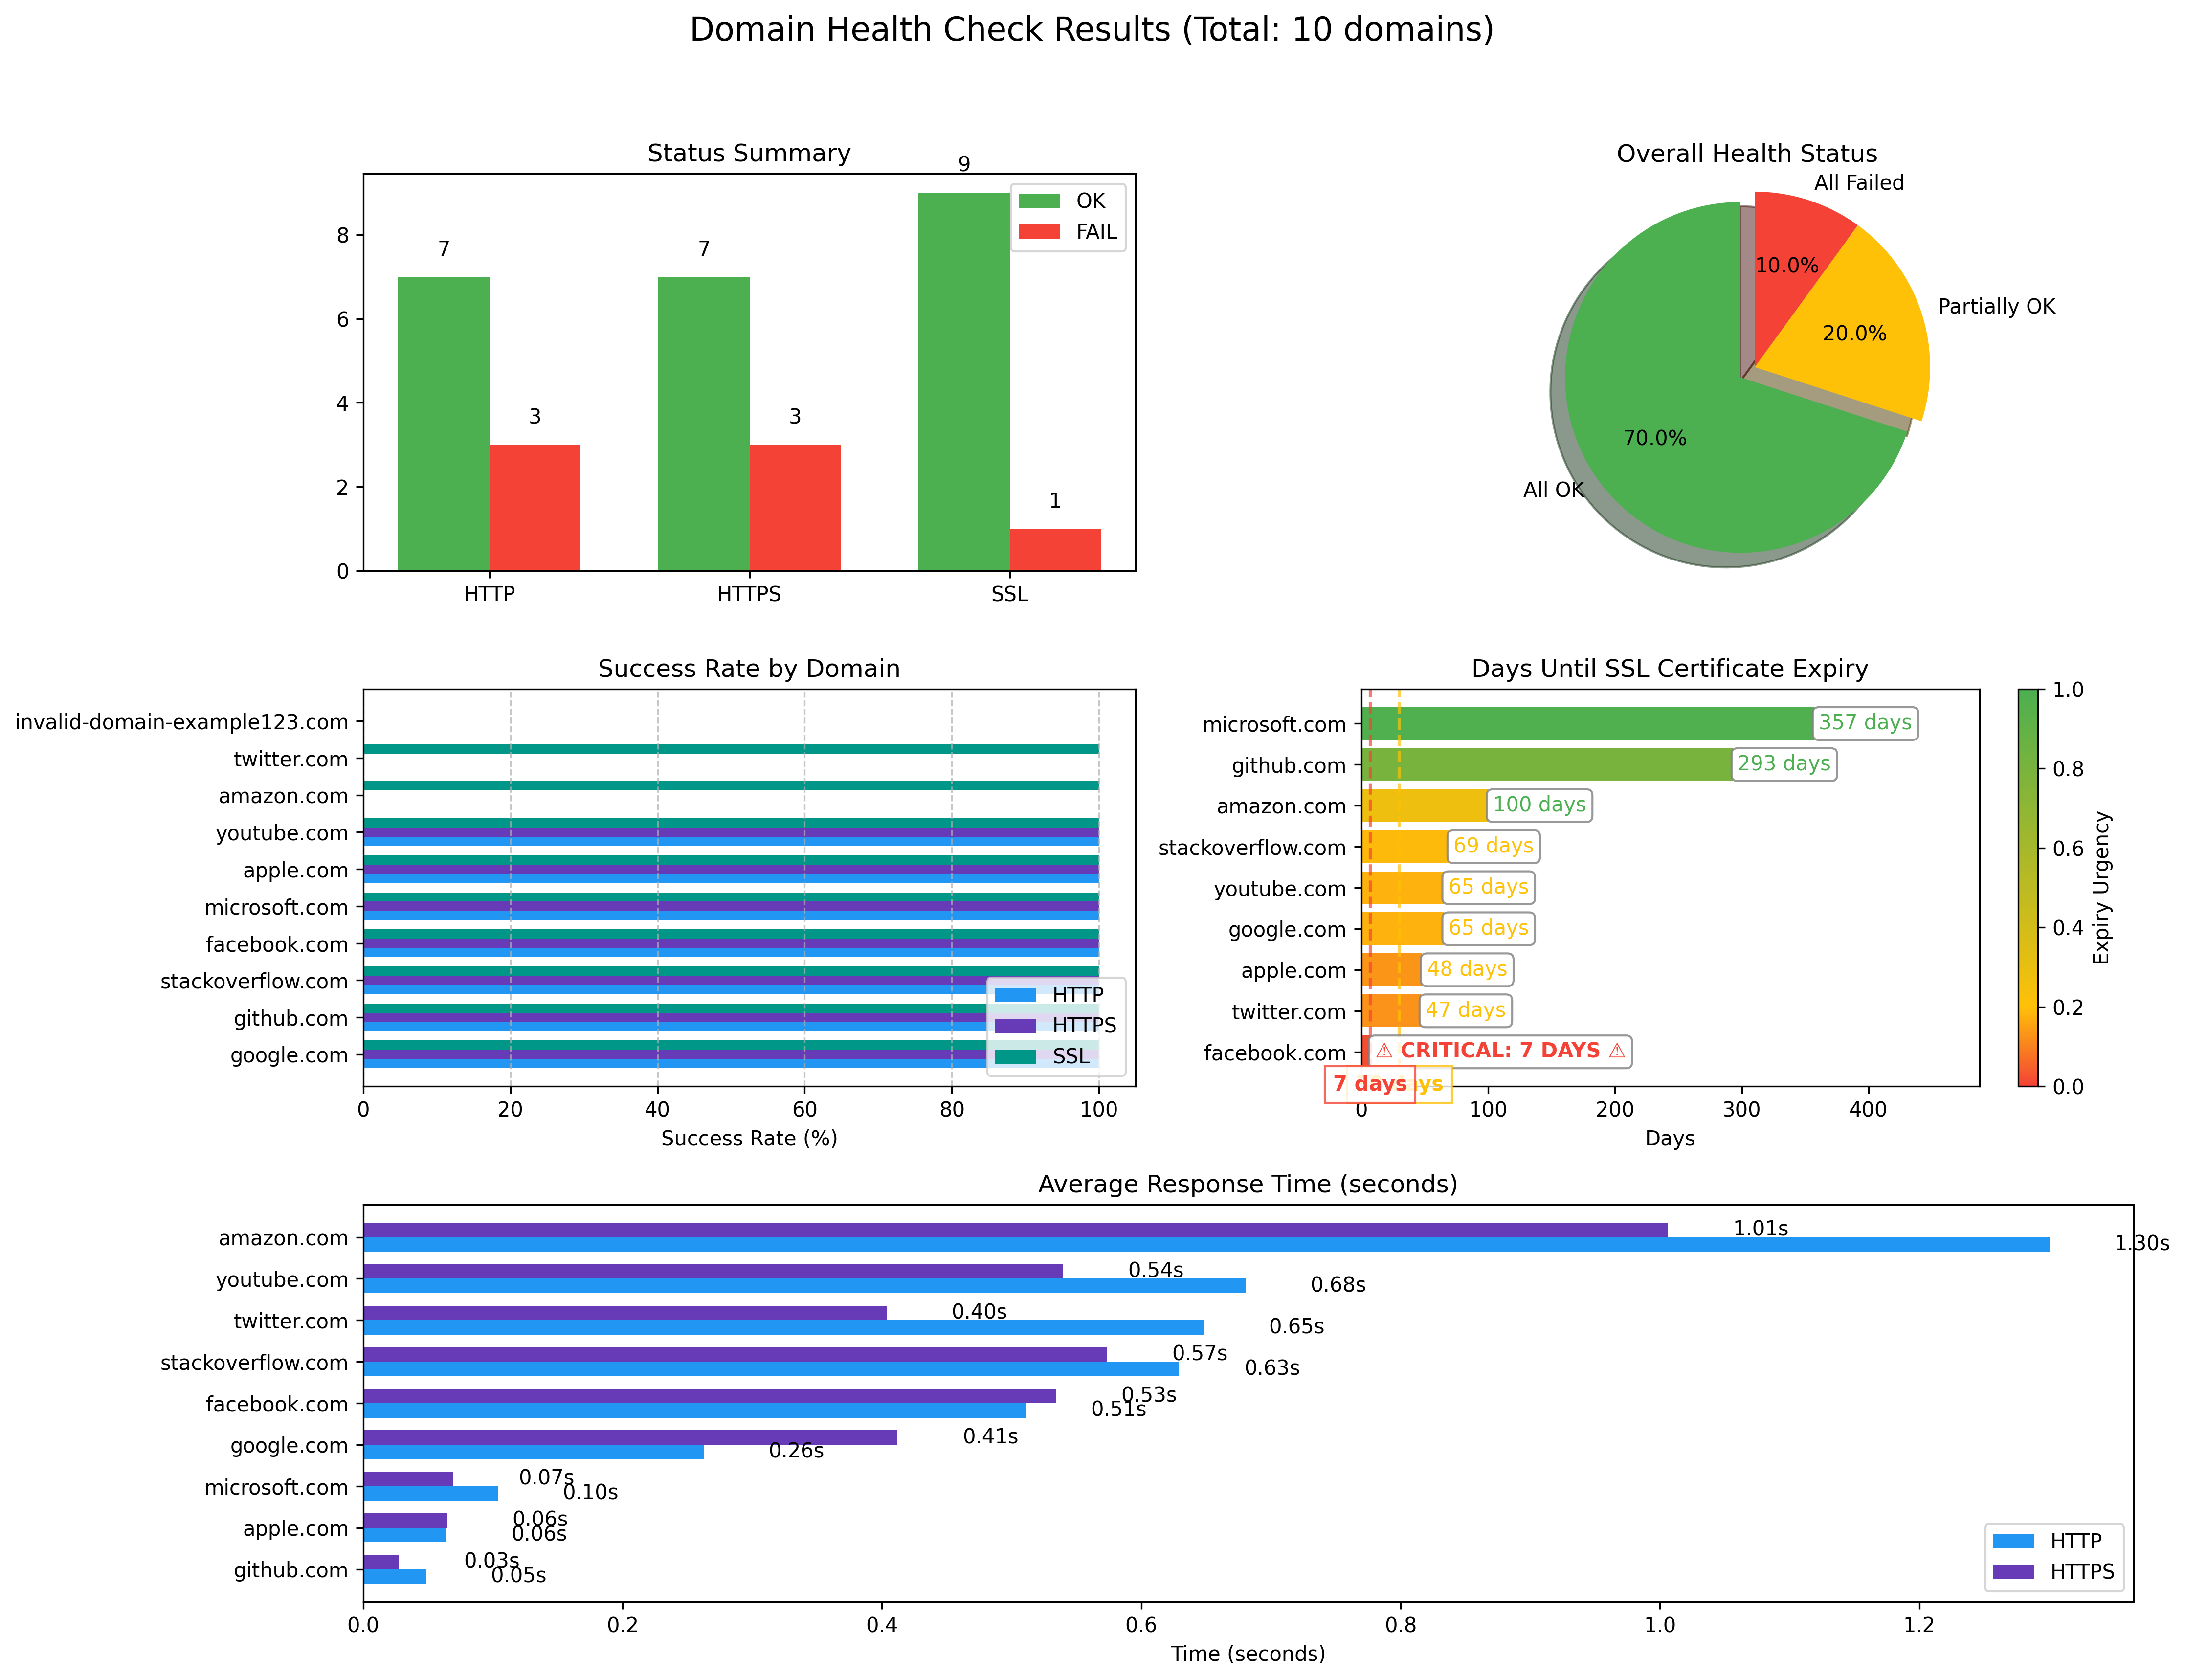 Domain Health Check Results (Total: 10 domains)
Status Summary
9
7
7
3
3
1
OK
FAIL
8
6
4
2
0
HTTP
HTTPS
SSL
Overall Health Status
All Failed
10.0%
Partially OK
20.0%
70.0%
All OK
Success Rate by Domain
invalid-domain-example123.com
twitter.com
amazon.com
youtube.com
apple.com
microsoft.com
facebook.com
stackoverflow.com
github.com
google.com
HTTP
HTTPS
SSL
0
20
40
60
80
100
Success Rate (%)
Days Until SSL Certificate Expiry
microsoft.com
357 days
github.com
293 days
amazon.com
100 days
stackoverflow.com
69 days
youtube.com
65 days
google.com
65 days
apple.com
48 days
twitter.com
47 days
facebook.com
⚠ CRITICAL: 7 DAYS ⚠
7 days
0
100
200
300
400
Days
1.0
0.8
0.6
0.4
0.2
0.0
Expiry Urgency
Average Response Time (seconds)
amazon.com
1.01s
1.30s
youtube.com
0.54s
0.68s
twitter.com
0.40s
0.65s
stackoverflow.com
0.57s
0.63s
facebook.com
0.53s
0.51s
google.com
0.41s
0.26s
microsoft.com
0.07s
0.10s
apple.com
0.06s
0.06s
github.com
0.03s
0.05s
HTTP
HTTPS
0.0
0.2
0.4
0.6
0.8
1.0
1.2
Time (seconds)